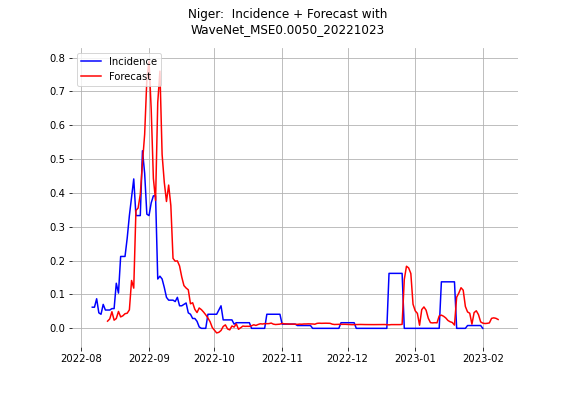 Niger:  Incidence + Forecast with
WaveNet_MSE0.0050_20221023
Incidence
Forecast
0.8
0.7
0.6
0.5
0.4
0.3
0.2
0.1
0.0
2022-08 2022-09 2022-10 2022-11 2022-12 2023-01 2023-02